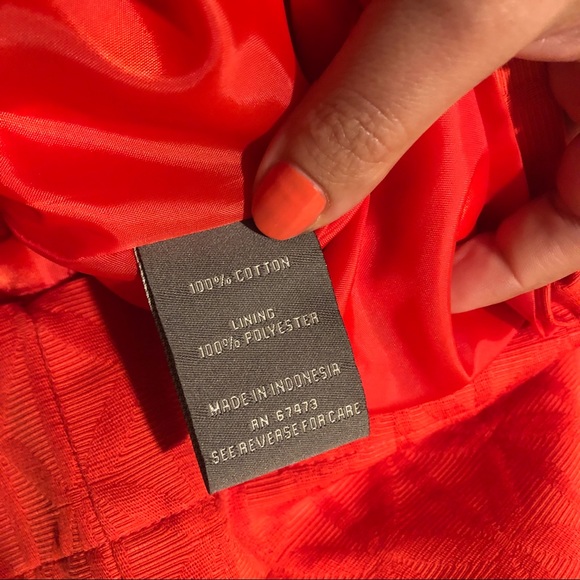 100% COTTON
LINING
100% POLYESTER
MADE IN INDONESIA
RN 67473
SEE REVERSE FOR CARE